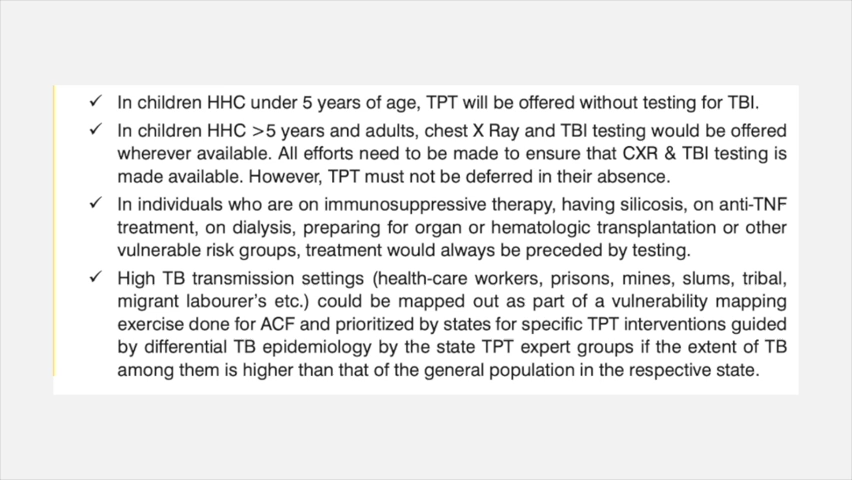 ✓ In children HHC under 5 years of age, TPT will be offered without testing for TBI.
✓ In children HHC >5 years and adults, chest X Ray and TBI testing would be offered
wherever available. All efforts need to be made to ensure that CXR & TBI testing is
made available. However, TPT must not be deferred in their absence.
✓ In individuals who are on immunosuppressive therapy, having silicosis, on anti-TNF
treatment, on dialysis, preparing for organ or hematologic transplantation or other
vulnerable risk groups, treatment would always be preceded by testing.
✓ High TB transmission settings (health-care workers, prisons, mines, slums, tribal,
migrant labourer’s etc.) could be mapped out as part of a vulnerability mapping
exercise done for ACF and prioritized by states for specific TPT interventions guided
by differential TB epidemiology by the state TPT expert groups if the extent of TB
among them is higher than that of the general population in the respective state.